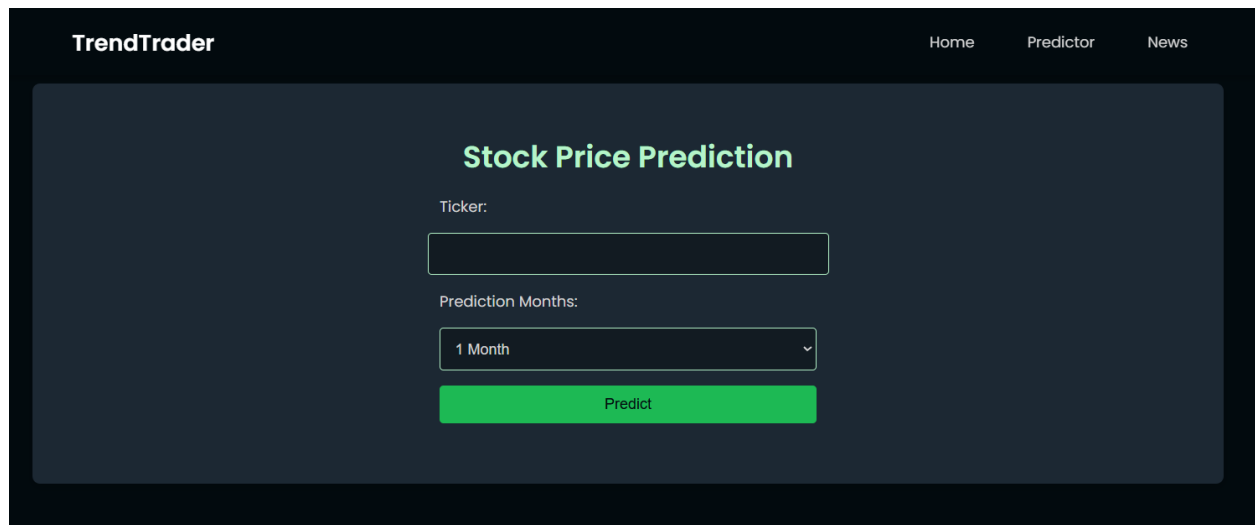 TrendTrader Home Predictor News
Stock Price Prediction
Ticker:
Prediction Months:
1 Month
Predict